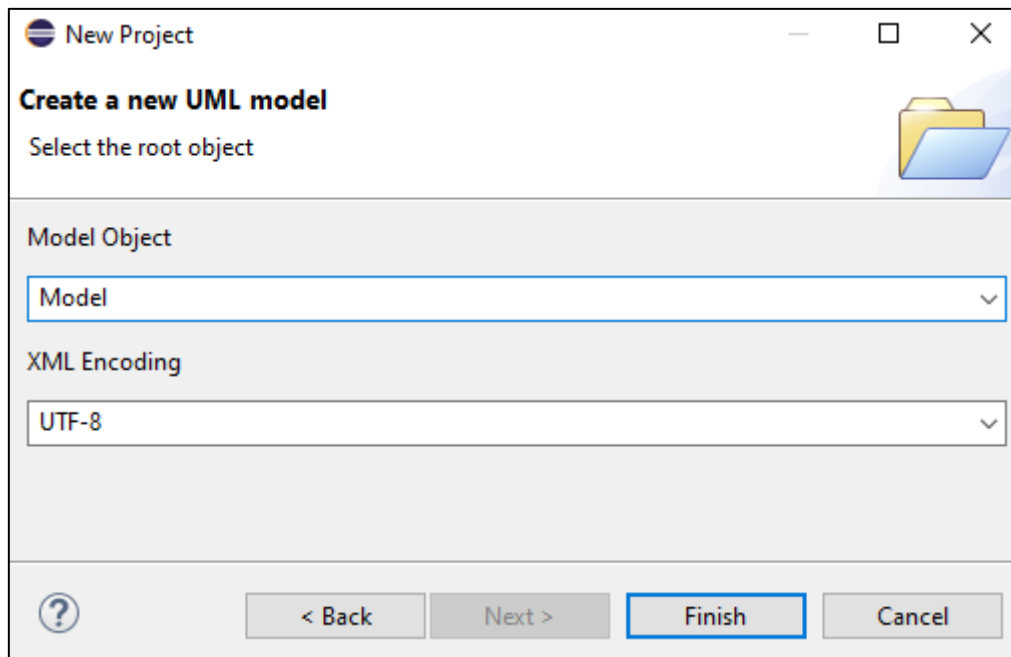 New Project
Create a new UML model
Select the root object
Model Object
Model
XML Encoding
UTF-8
? < Back Next > Finish Cancel